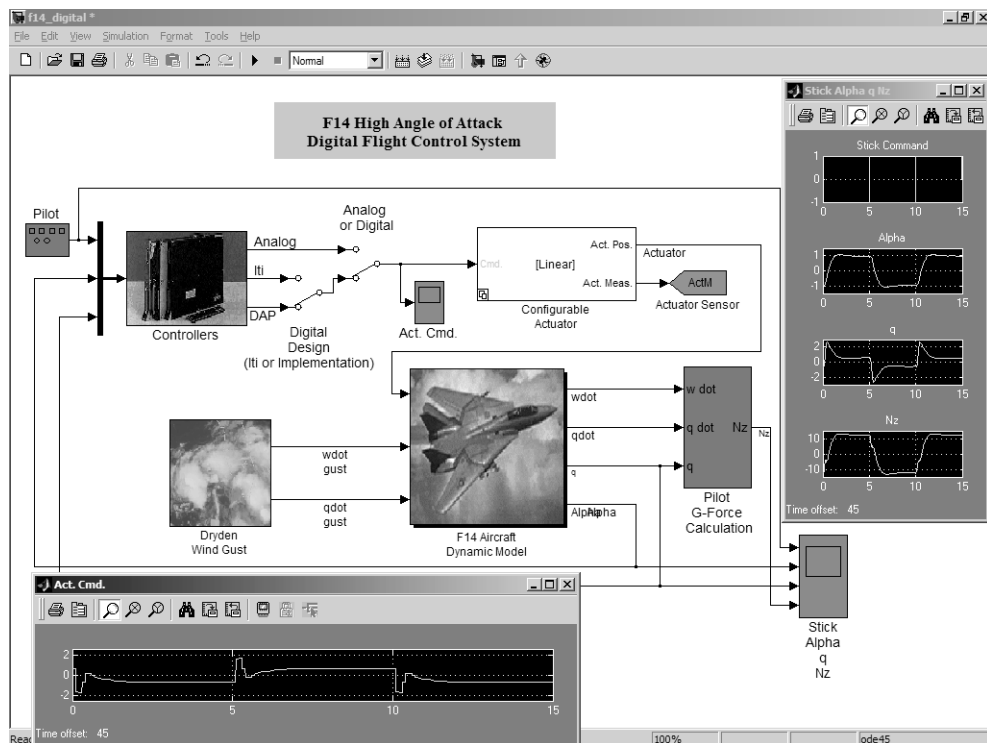 f14_digital *
File Edit View Simulation Format Tools Help
Normal
F14 High Angle of Attack
Digital Flight Control System
Pilot
Controllers
Analog
lti
DAP
Analog
or Digital
Digital
Design
(lti or Implementation)
Act. Cmd.
Cmd.
[Linear]
Act. Pos.
Act. Meas.
Configurable
Actuator
Actuator
ActM
Actuator Sensor
Dryden
Wind Gust
wdot
gust
qdot
gust
F14 Aircraft
Dynamic Model
wdot
qdot
q
Alpha
Alpha
w dot
q dot
q
Nz
Nz
Pilot
G-Force
Calculation
Stick
Alpha
q
Nz
Stick Alpha q Nz
Stick Command
1
0
-1
0 5 10 15
Alpha
1
0
-1
0 5 10 15
q
2
0
-2
0 5 10 15
Nz
10
0
-10
0 5 10 15
Time offset: 45
Act. Cmd.
2
0
-2
0 5 10 15
Time offset: 45
100%
ode45